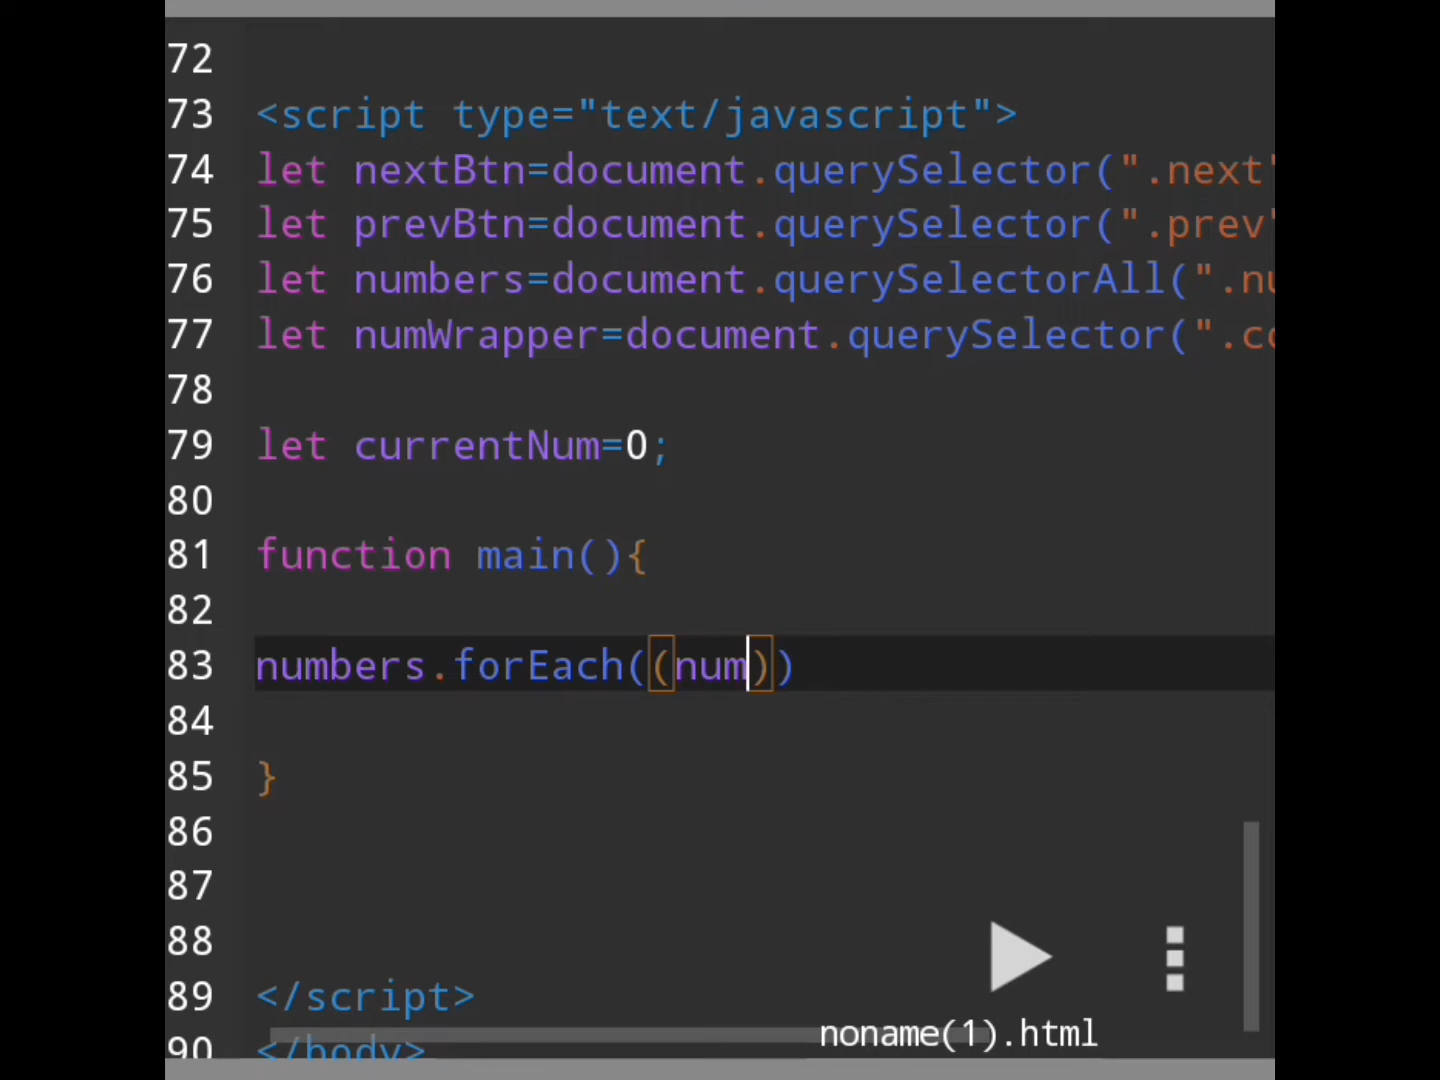 72
73 <script type="text/javascript">
74 let nextBtn=document.querySelector(".next"
75 let prevBtn=document.querySelector(".prev"
76 let numbers=document.querySelectorAll(".nu
77 let numWrapper=document.querySelector(".co
78
79 let currentNum=0;
80
81 function main(){
82
83 numbers.forEach((num))
84
85 }
86
87
88
89 </script>
noname(1).html
90 </body>